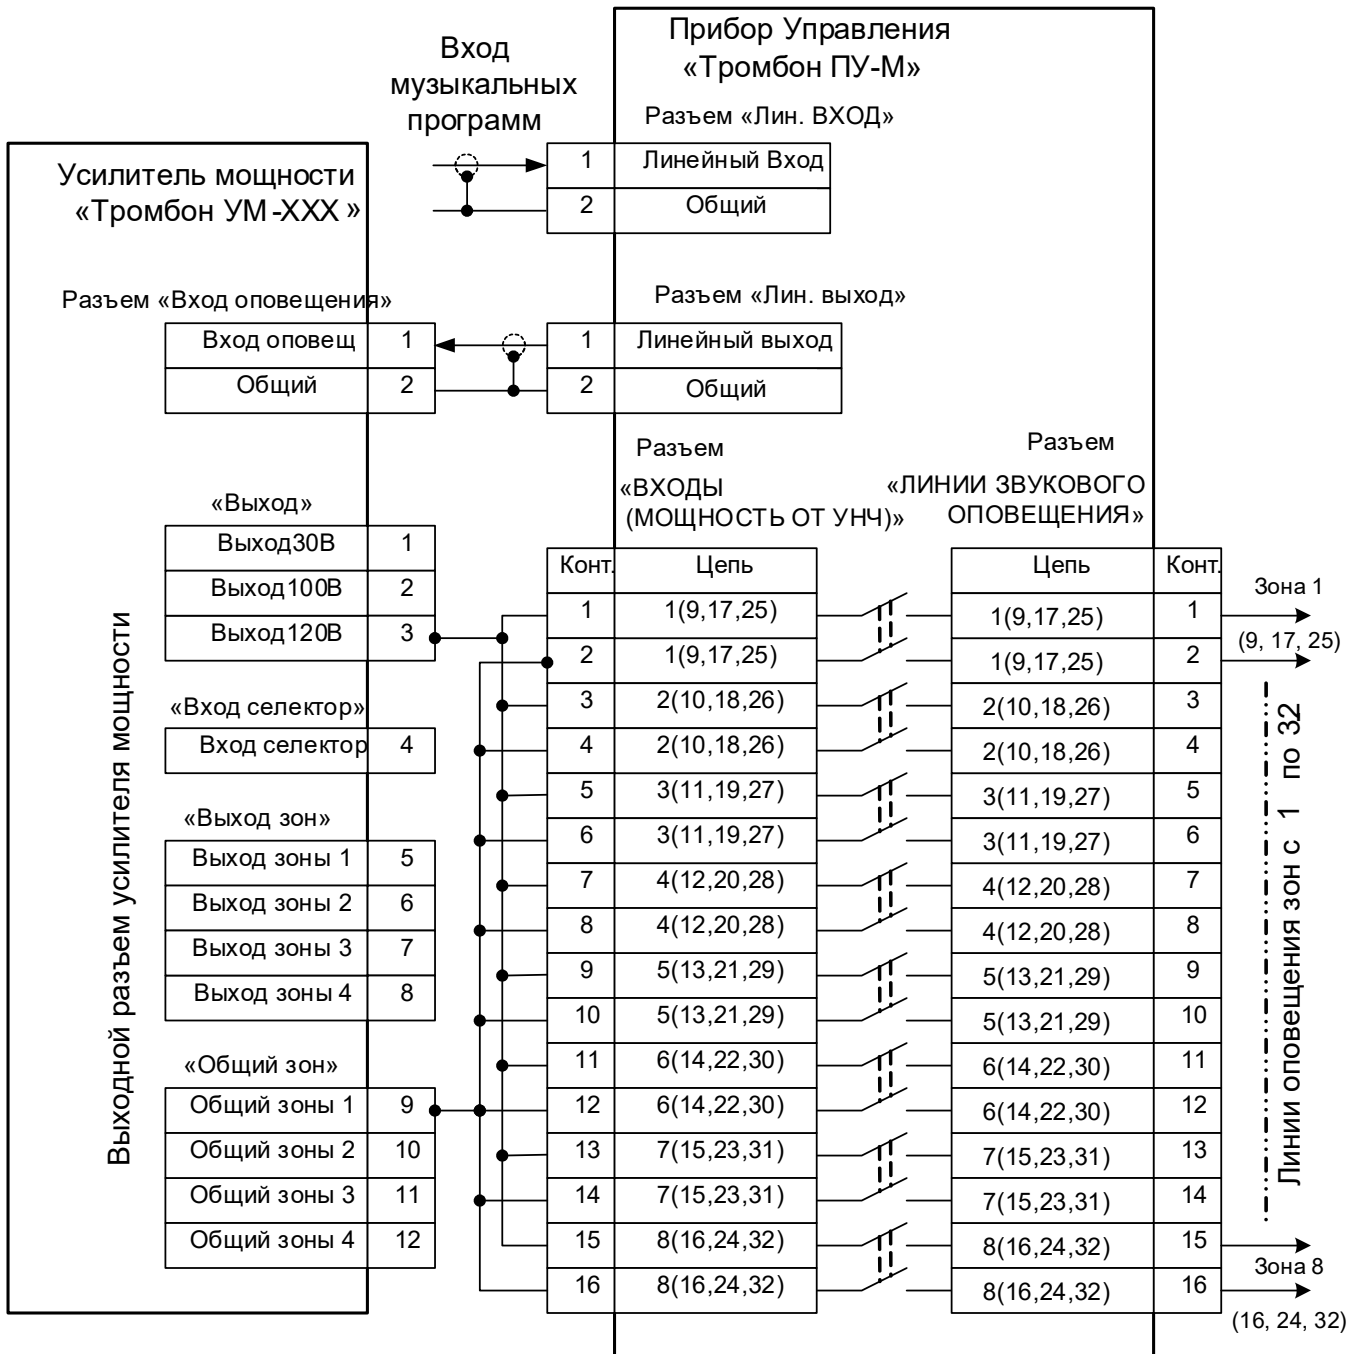 Прибор Управления
«Тромбон ПУ-М»
Вход
музыкальных
программ
Разъем «Лин. ВХОД»
1 Линейный Вход
2 Общий
Усилитель мощности
«Тромбон УМ-ХХХ »
Разъем «Вход оповещения»
Вход оповещ 1
Общий 2
Разъем «Лин. выход»
1 Линейный выход
2 Общий
Разъем
«ВХОДЫ
(МОЩНОСТЬ ОТ УНЧ)»
Разъем
«ЛИНИИ ЗВУКОВОГО
ОПОВЕЩЕНИЯ»
Выходной разъем усилителя мощности
«Выход»
Выход30В 1
Выход100В 2
Выход120В 3
«Вход селектор»
Вход селектор 4
«Выход зон»
Выход зоны 1 5
Выход зоны 2 6
Выход зоны 3 7
Выход зоны 4 8
«Общий зон»
Общий зоны 1 9
Общий зоны 2 10
Общий зоны 3 11
Общий зоны 4 12
Конт. Цепь
1 1(9,17,25)
2 1(9,17,25)
3 2(10,18,26)
4 2(10,18,26)
5 3(11,19,27)
6 3(11,19,27)
7 4(12,20,28)
8 4(12,20,28)
9 5(13,21,29)
10 5(13,21,29)
11 6(14,22,30)
12 6(14,22,30)
13 7(15,23,31)
14 7(15,23,31)
15 8(16,24,32)
16 8(16,24,32)
Цепь Конт.
1(9,17,25) 1
1(9,17,25) 2
2(10,18,26) 3
2(10,18,26) 4
3(11,19,27) 5
3(11,19,27) 6
4(12,20,28) 7
4(12,20,28) 8
5(13,21,29) 9
5(13,21,29) 10
6(14,22,30) 11
6(14,22,30) 12
7(15,23,31) 13
7(15,23,31) 14
8(16,24,32) 15
8(16,24,32) 16
Зона 1
(9, 17, 25)
Линии оповещения зон с 1 по 32
Зона 8
(16, 24, 32)